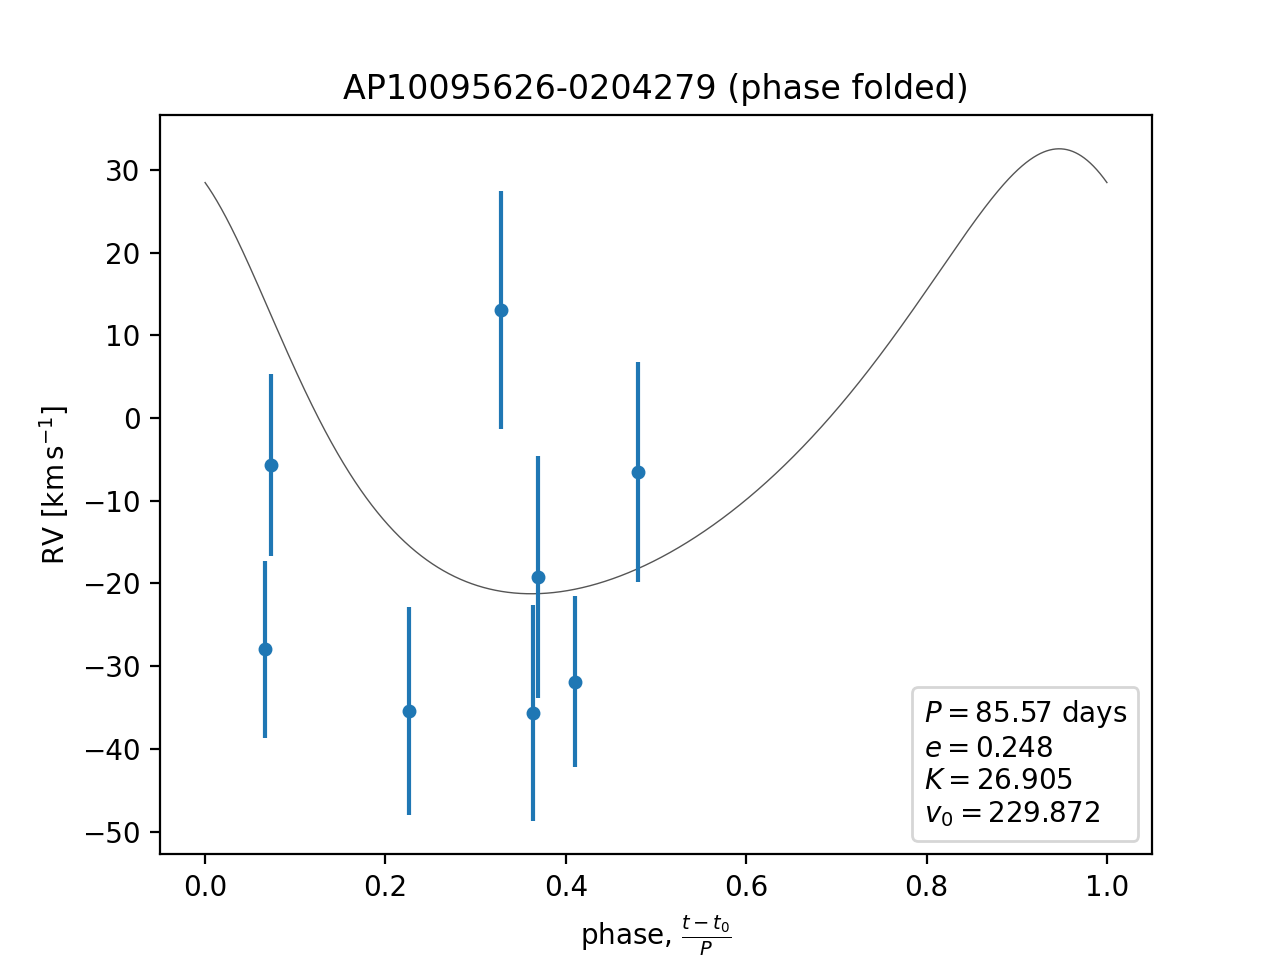 AP10095626-0204279 (phase folded)
RV [km s⁻¹]
30
20
10
0
−10
−20
−30
−40
−50
0.0 0.2 0.4 0.6 0.8 1.0
phase, (t − t₀)/P
P = 85.57 days
e = 0.248
K = 26.905
v₀ = 229.872